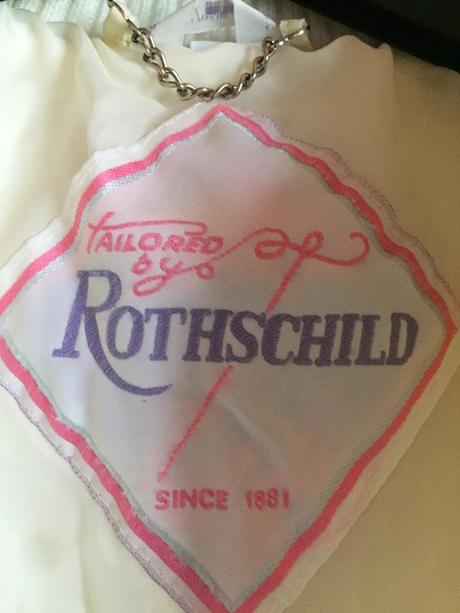 TAILORED
by
ROTHSCHILD
SINCE 1881